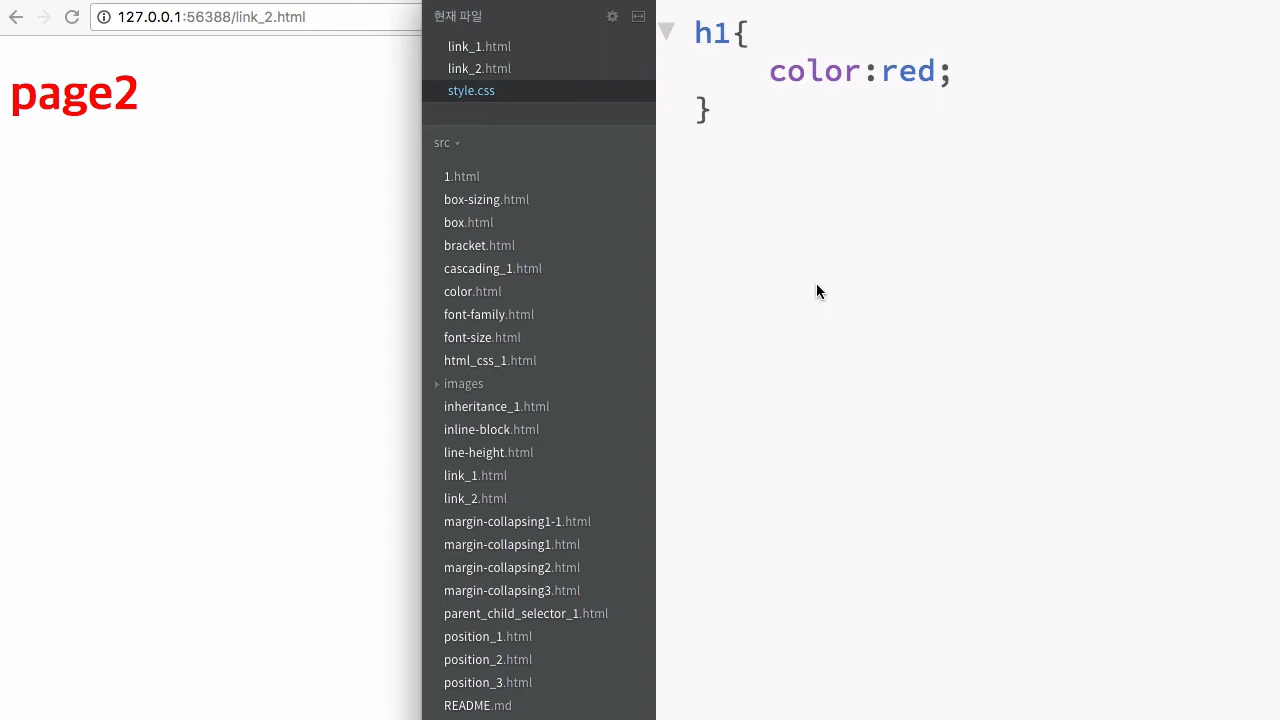 127.0.0.1:56388/link_2.html
page2
현재 파일
link_1.html
link_2.html
style.css
src
1.html
box-sizing.html
box.html
bracket.html
cascading_1.html
color.html
font-family.html
font-size.html
html_css_1.html
images
inheritance_1.html
inline-block.html
line-height.html
link_1.html
link_2.html
margin-collapsing1-1.html
margin-collapsing1.html
margin-collapsing2.html
margin-collapsing3.html
parent_child_selector_1.html
position_1.html
position_2.html
position_3.html
README.md
h1{
color:red;
}